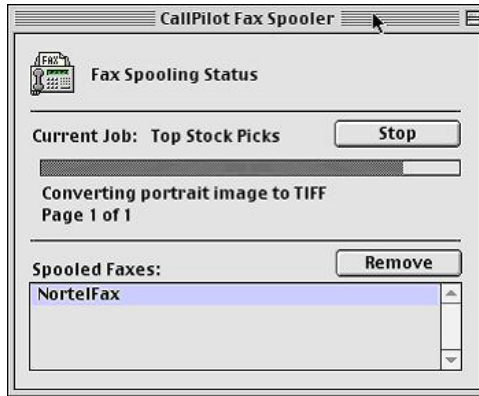 CallPilot Fax Spooler
FAX
Fax Spooling Status
Current Job: Top Stock Picks
Stop
Converting portrait image to TIFF
Page 1 of 1
Spooled Faxes:
Remove
NortelFax